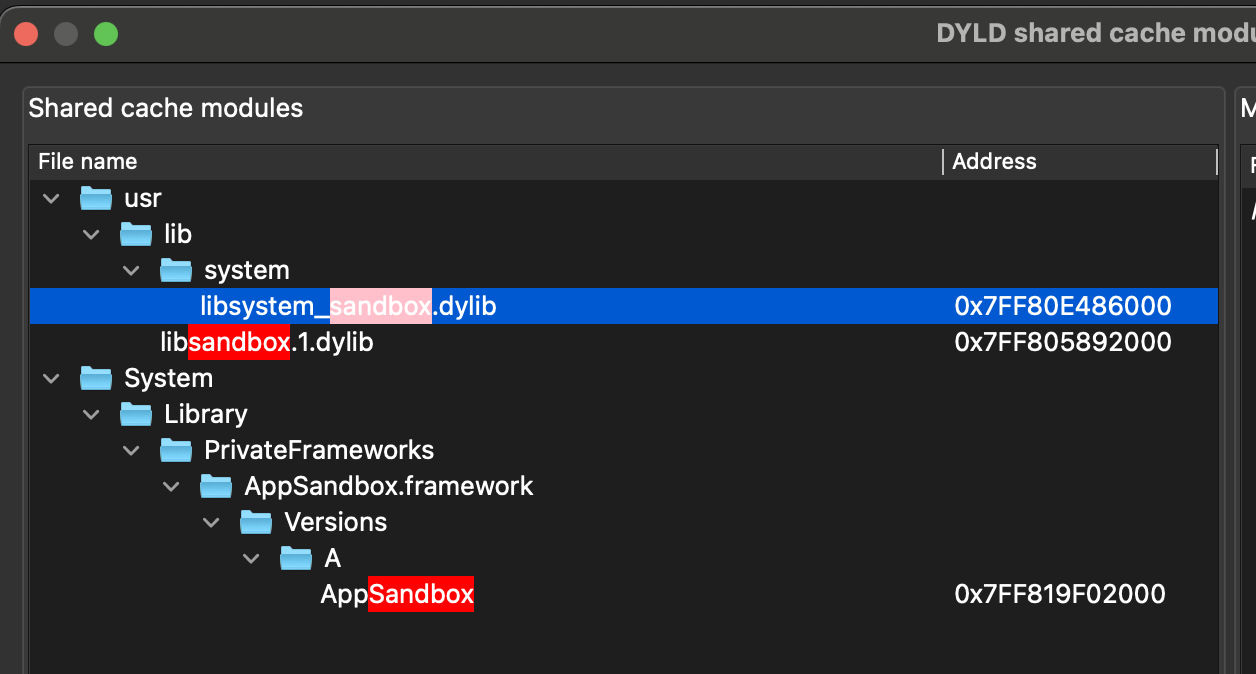 DYLD shared cache modu
Shared cache modules
File name Address
usr
lib
system
libsystem_sandbox.dylib 0x7FF80E486000
libsandbox.1.dylib 0x7FF805892000
System
Library
PrivateFrameworks
AppSandbox.framework
Versions
A
AppSandbox 0x7FF819F02000